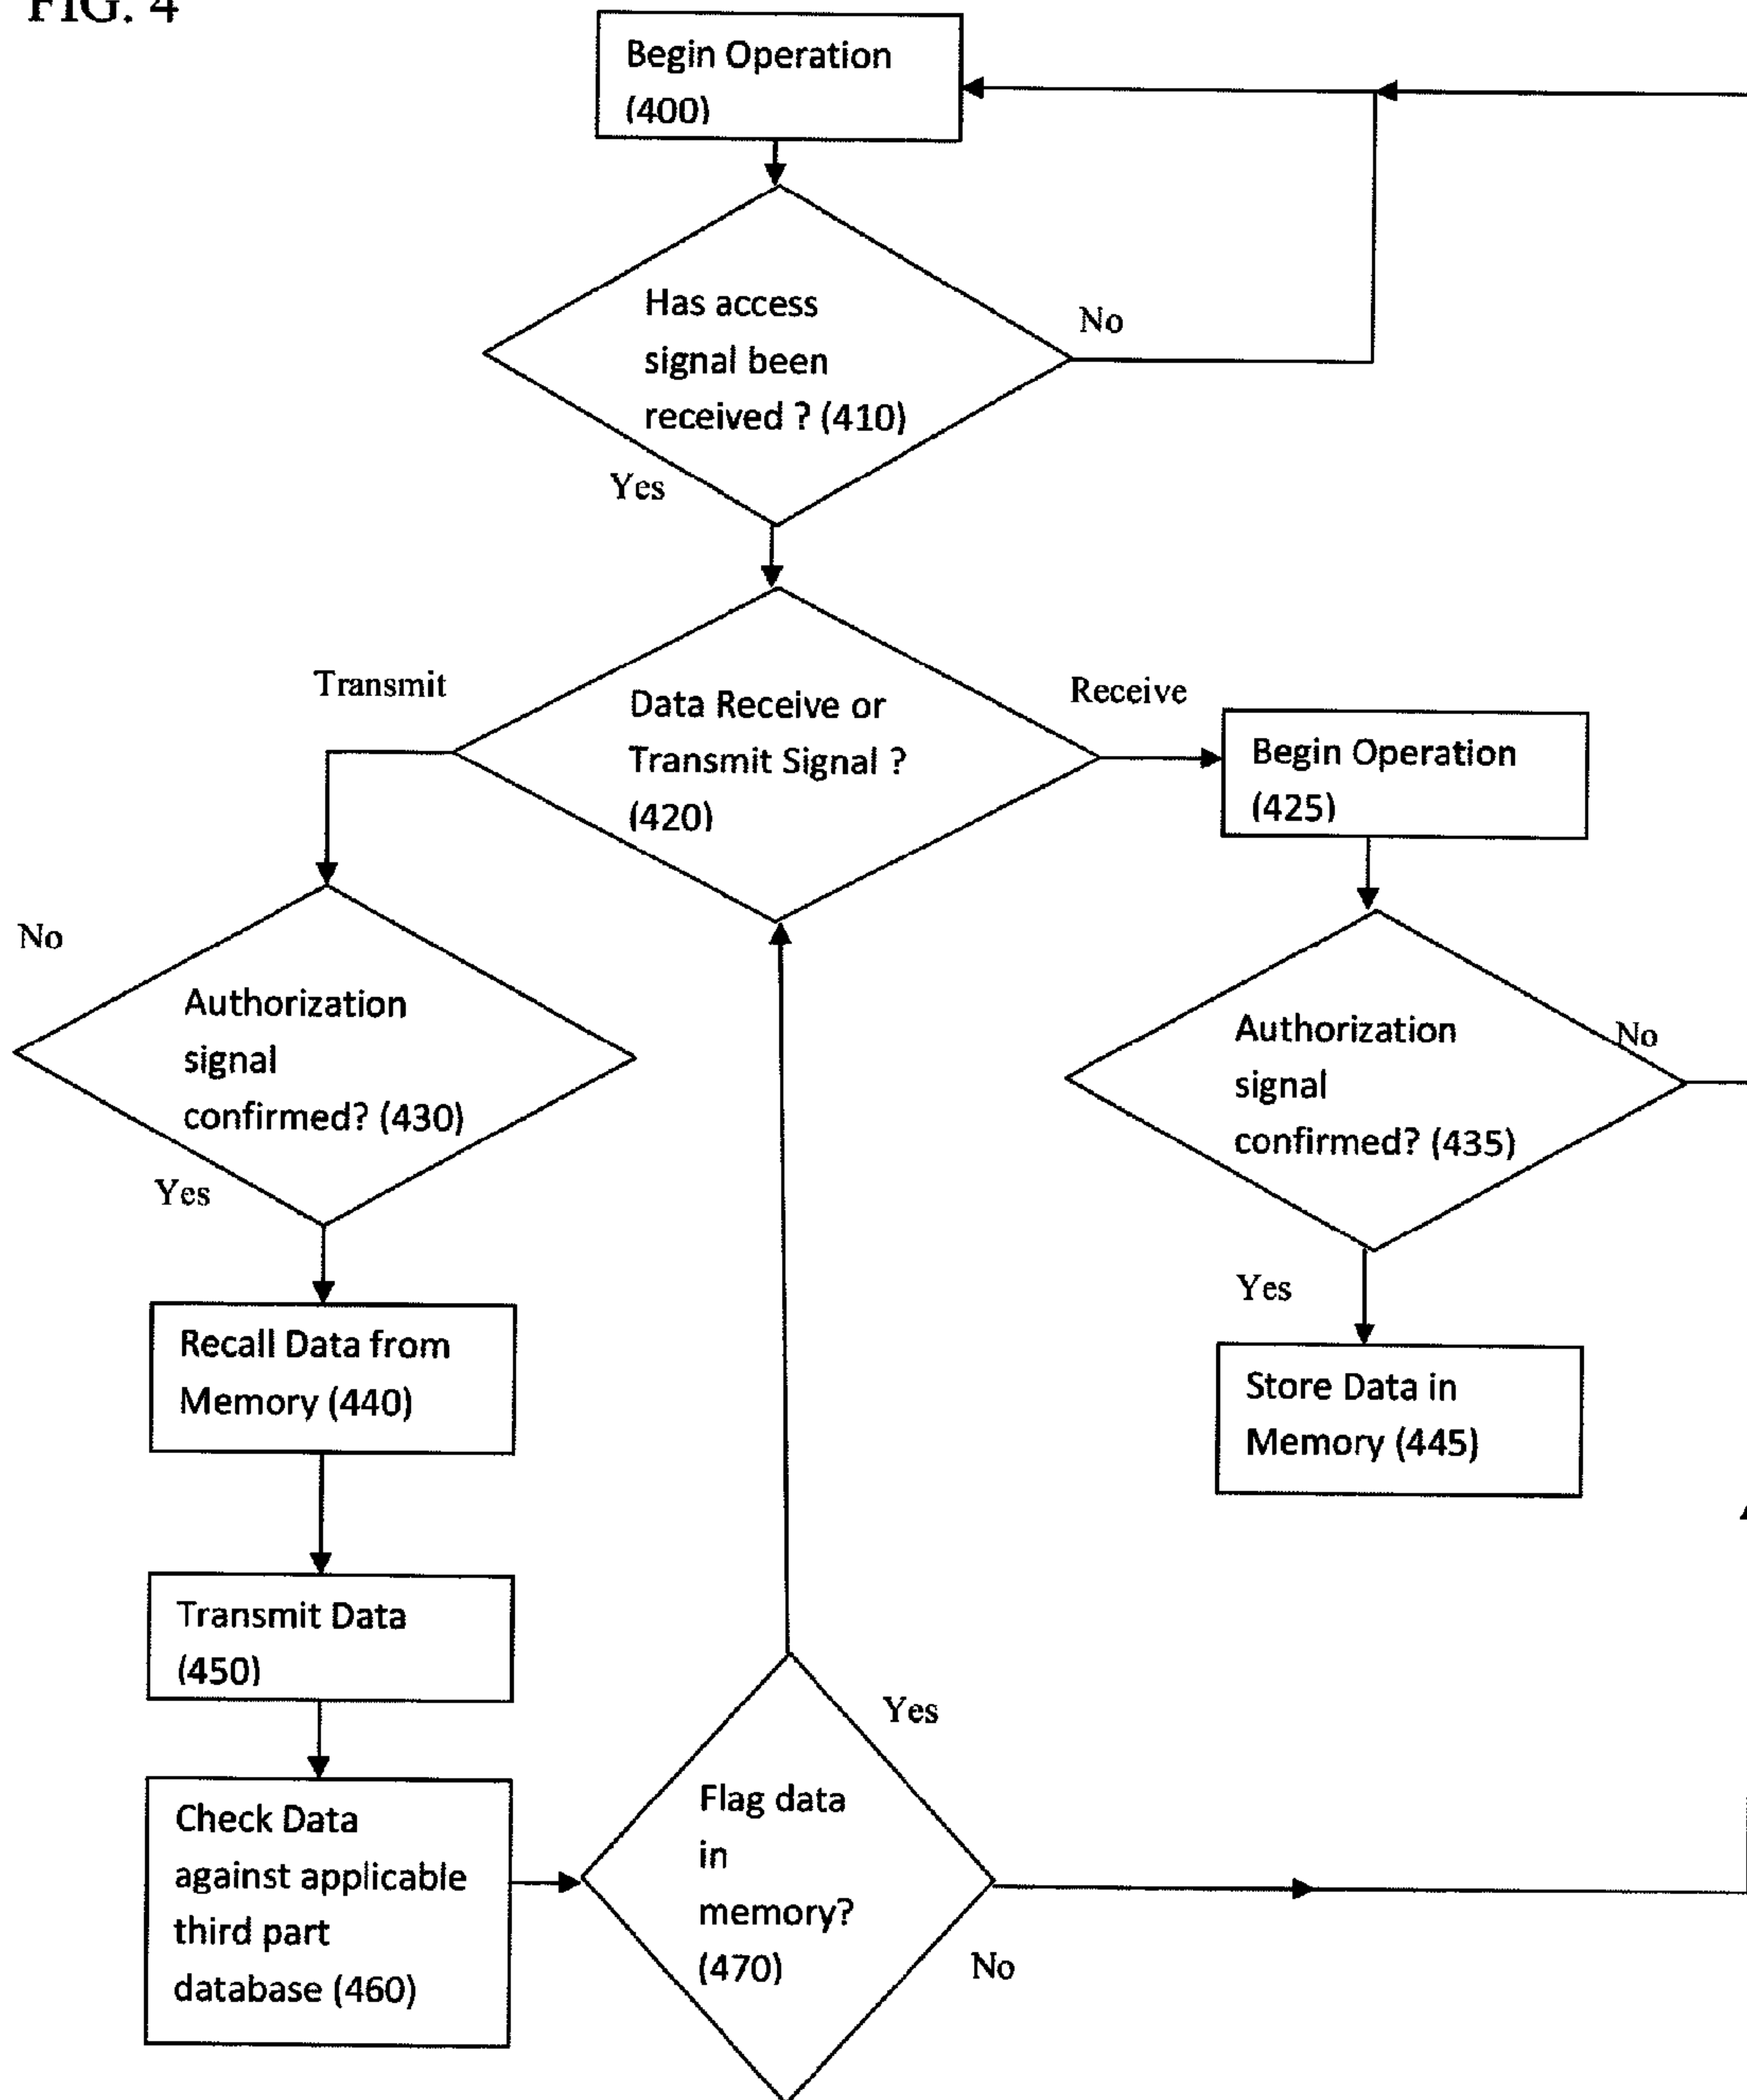 FIG. 4
Begin Operation
(400)
Has access
signal been
received ? (410)
No
Yes
Transmit
Data Receive or
Transmit Signal ?
(420)
Receive
Begin Operation
(425)
No
Authorization
signal
confirmed? (430)
Yes
Authorization
signal
confirmed? (435)
No
Yes
Recall Data from
Memory (440)
Store Data in
Memory (445)
Transmit Data
(450)
Check Data
against applicable
third part
database (460)
Flag data
in
memory?
(470)
Yes
No